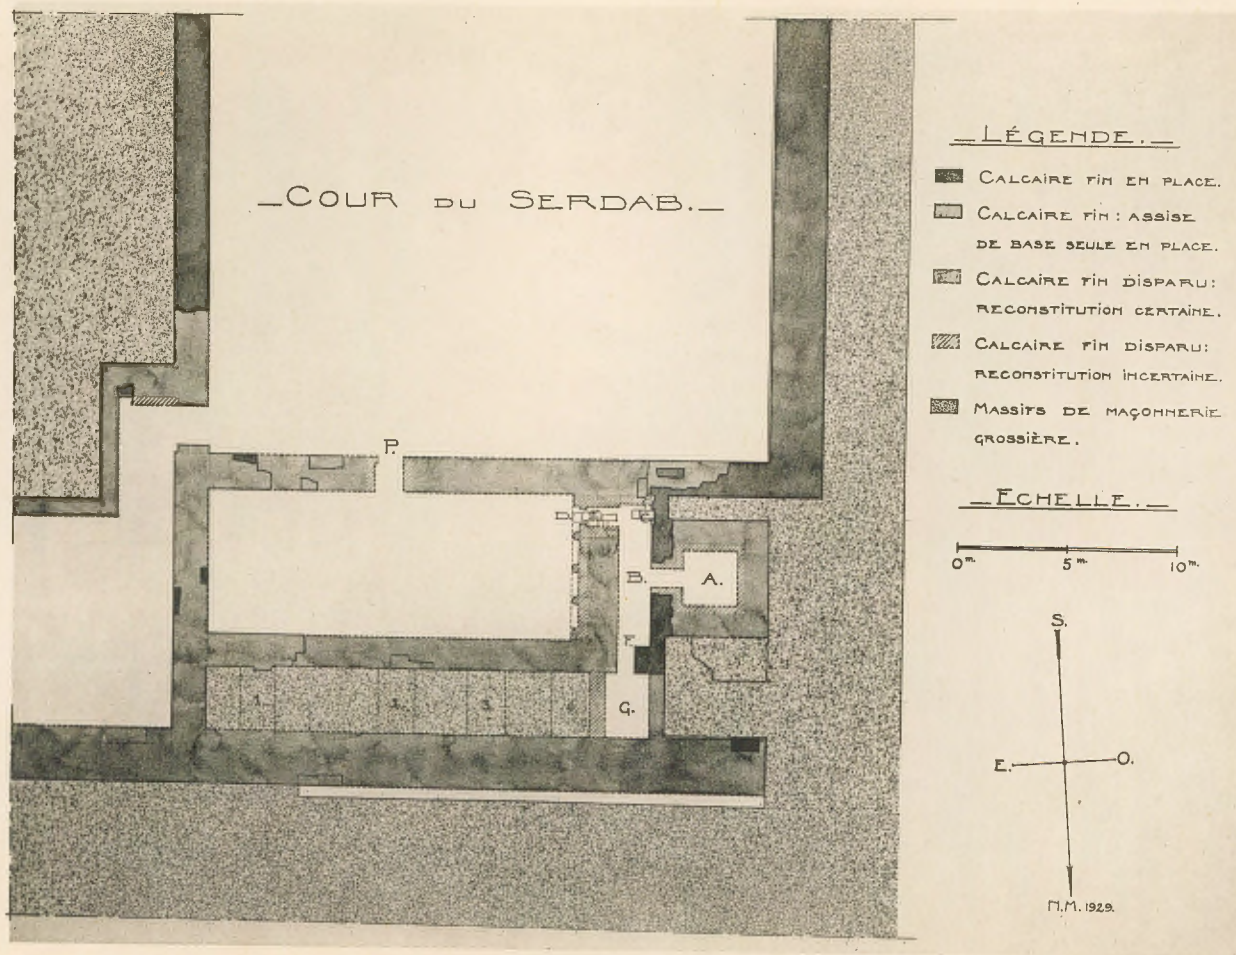 _COUR DU SERDAB._
P.
D.
B.
A.
F.
G.
1.
2.
3.
_LÉGENDE._
CALCAIRE FIN EN PLACE.
CALCAIRE FIN : ASSISE
DE BASE SEULE EN PLACE.
CALCAIRE FIN DISPARU :
RECONSTITUTION CERTAINE.
CALCAIRE FIN DISPARU :
RECONSTITUTION INCERTAINE.
MASSIFS DE MAÇONNERIE
GROSSIÈRE.
_ECHELLE._
0m. 5m. 10m.
S.
E. O.
N.M. 1929.